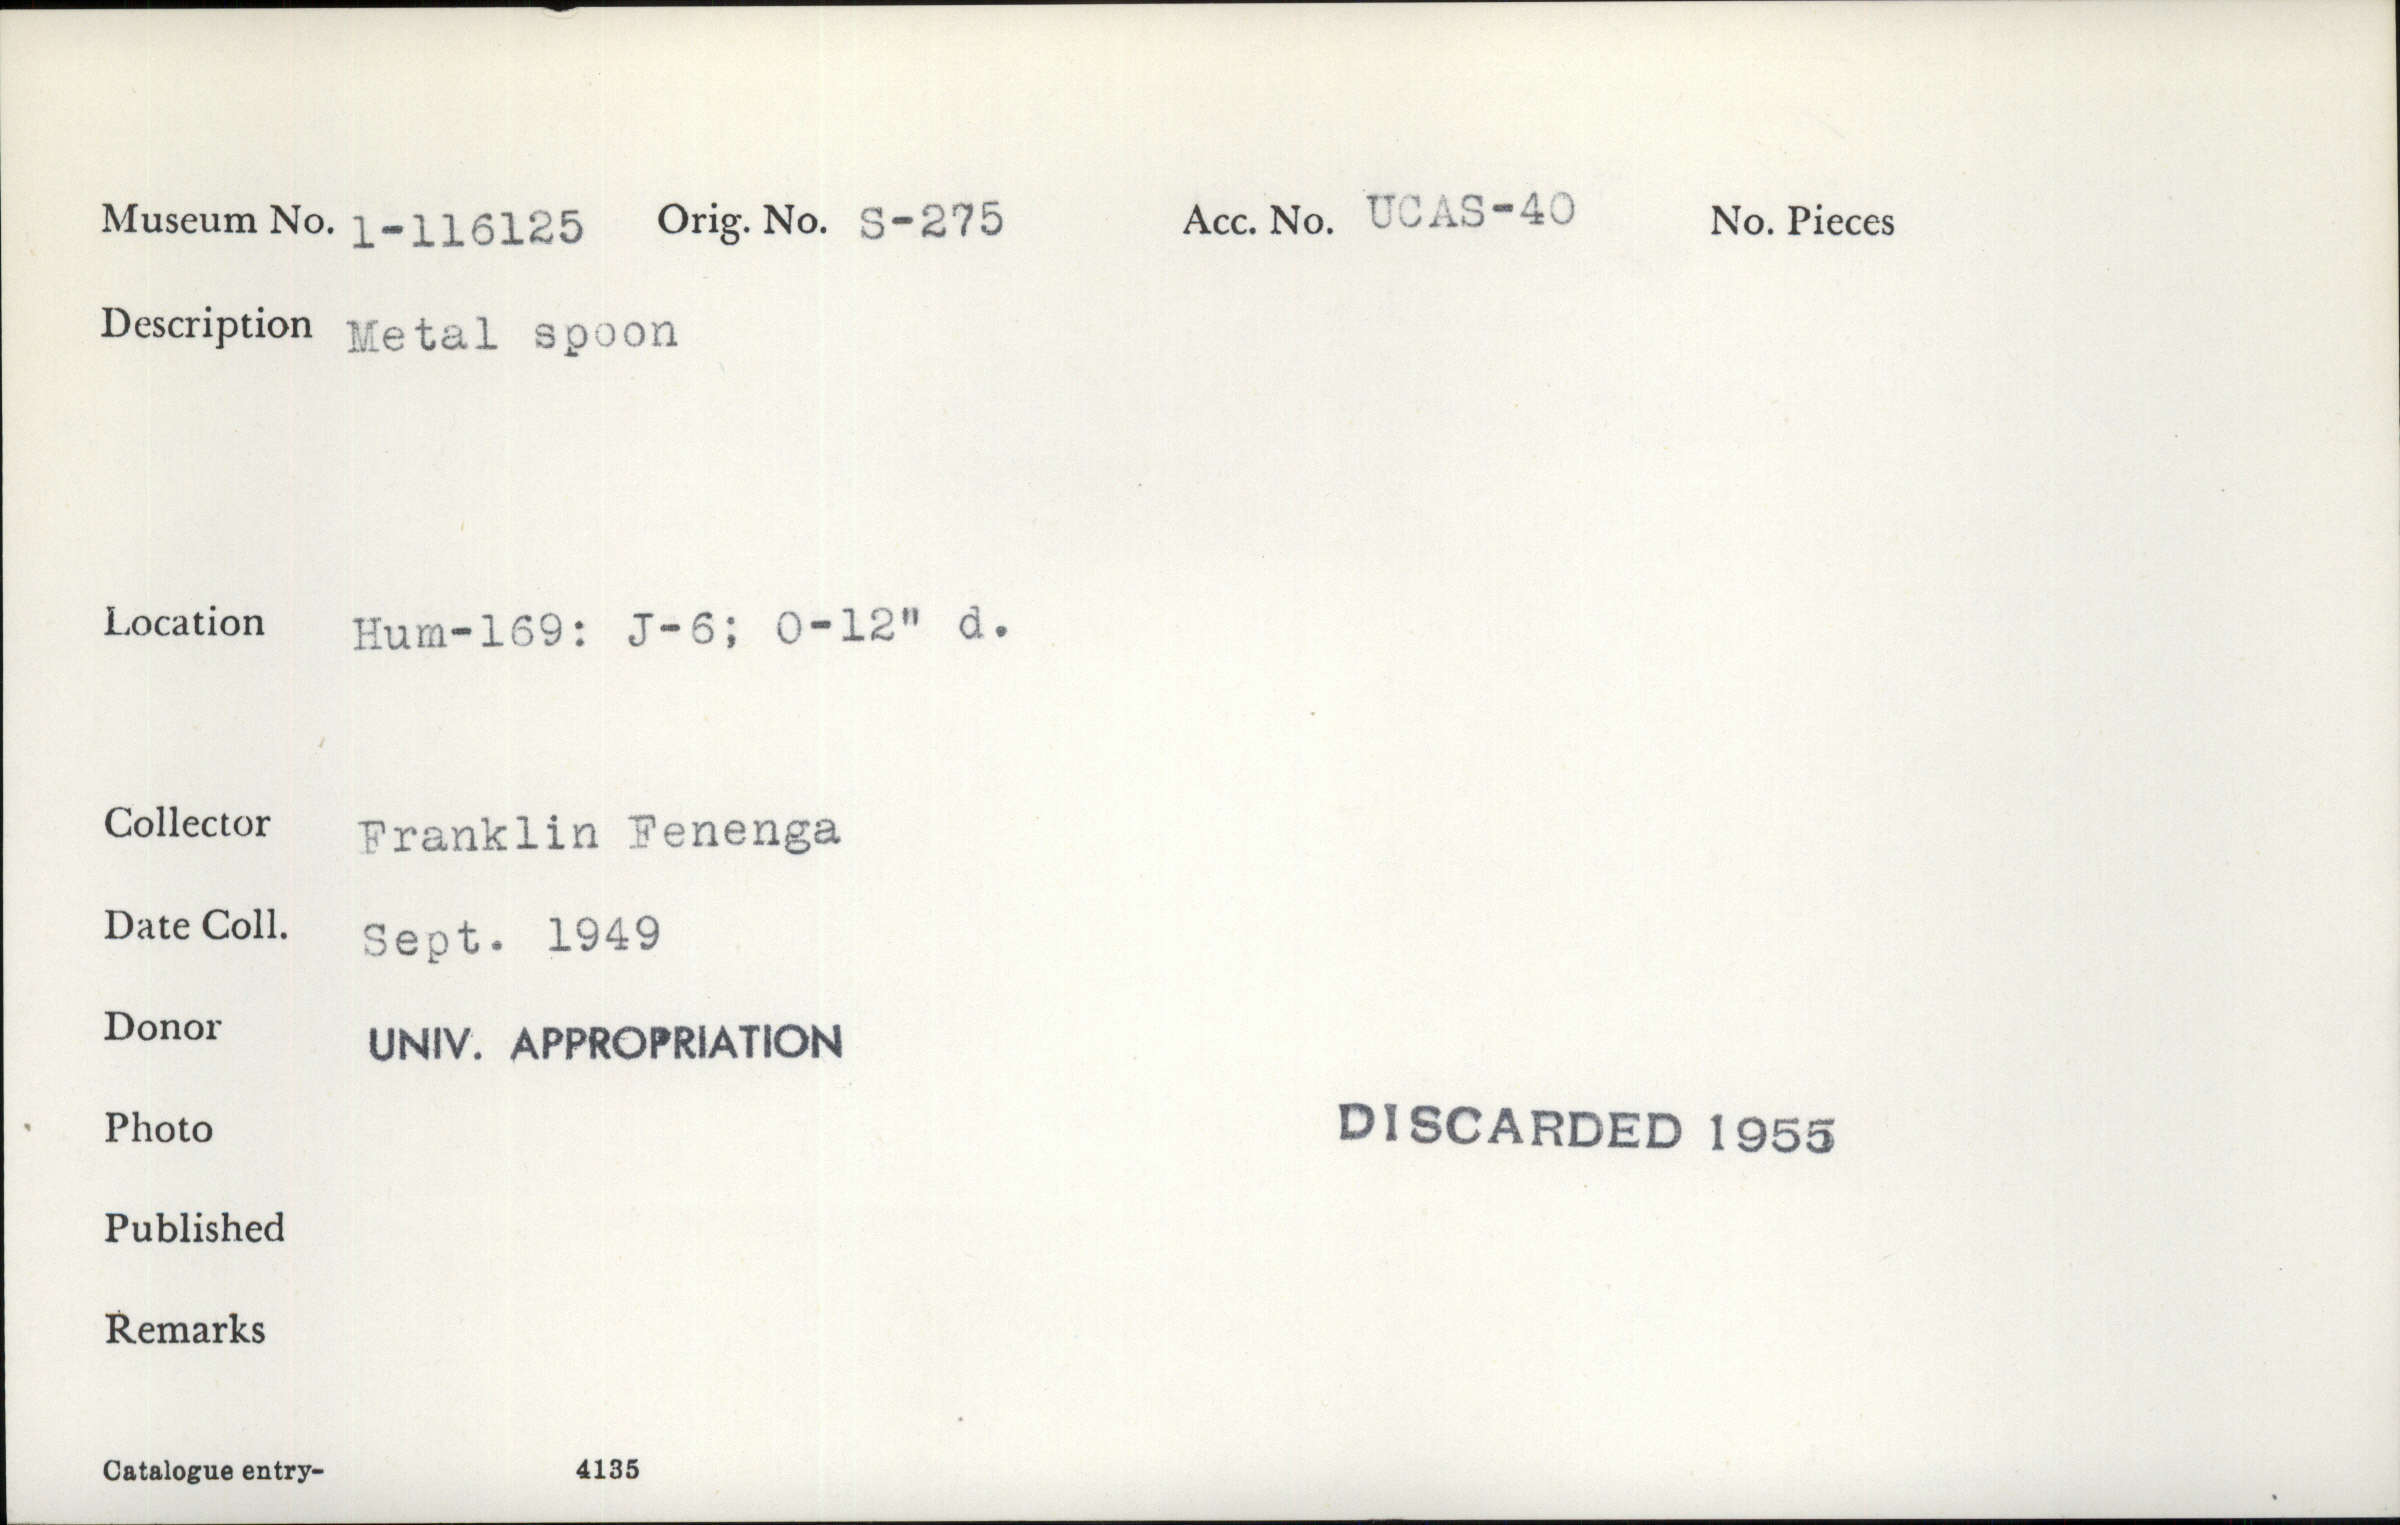 Museum No. 1-116125 Orig. No. S-275 Acc. No. UCAS-40 No. Pieces
Description Metal spoon
Location Hum-169: J-6; 0-12" d.
Collector Franklin Fenenga
Date Coll. Sept. 1949
Donor UNIV. APPROPRIATION
Photo DISCARDED 1955
Published
Remarks
Catalogue entry- 4135